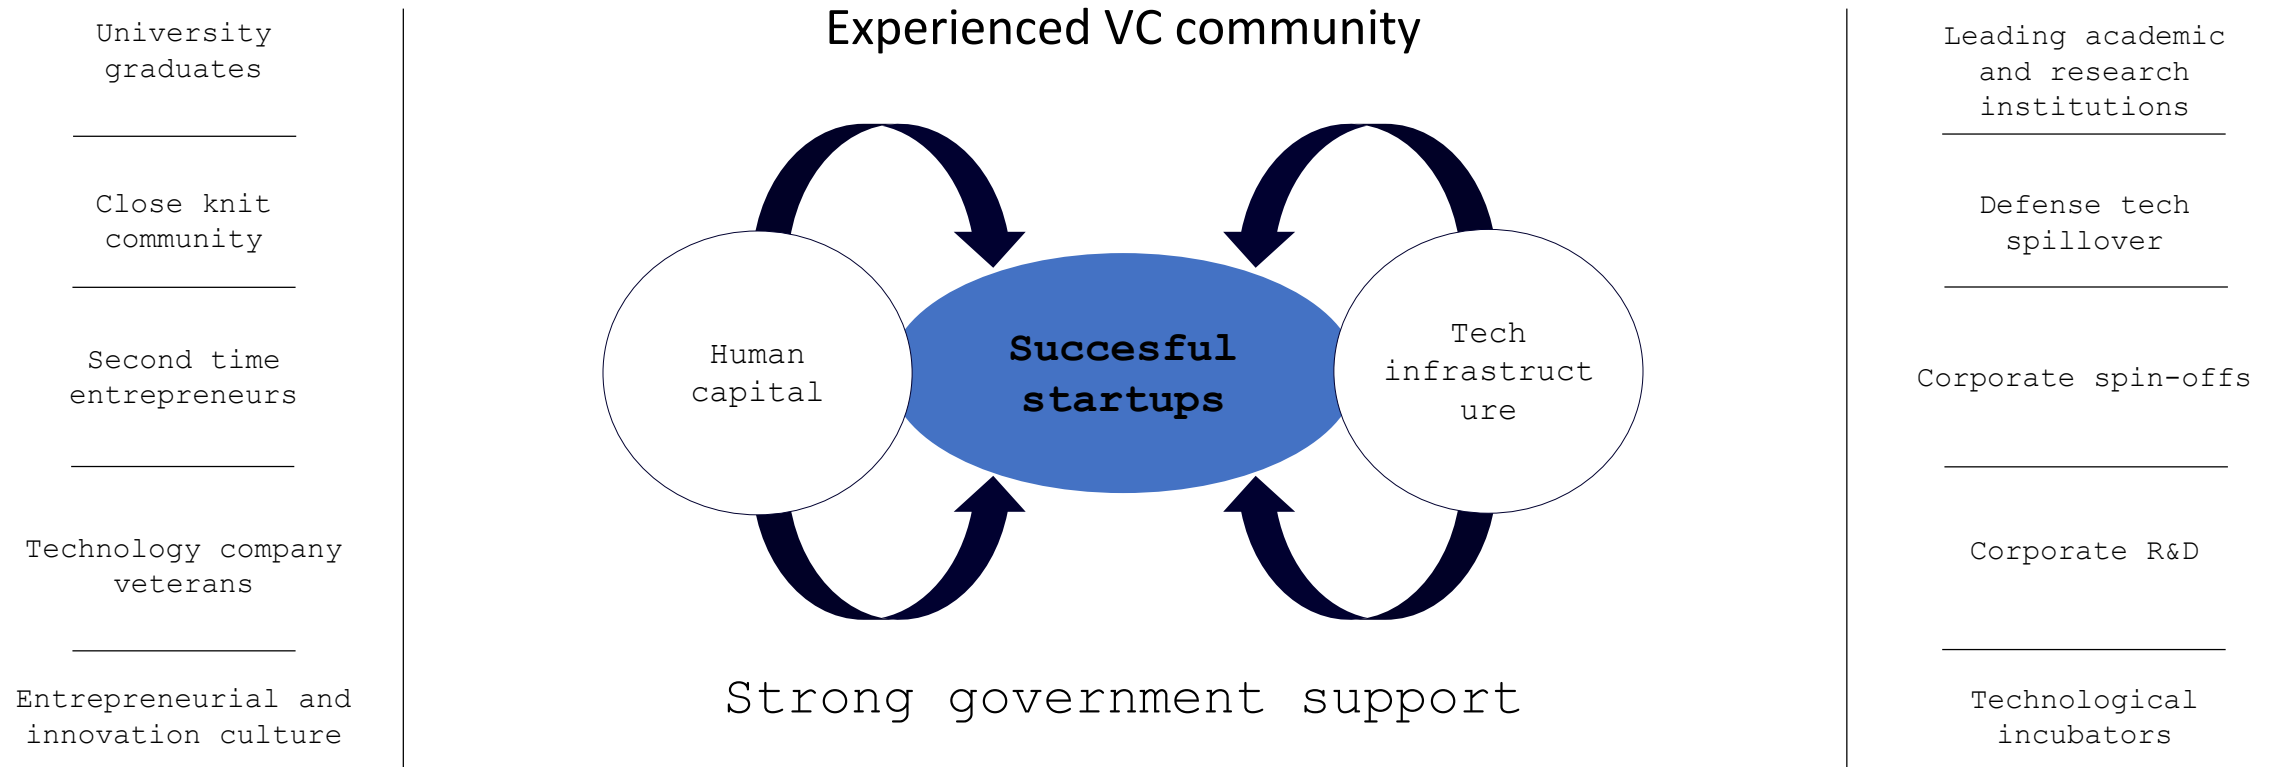 University
graduates
Close knit
community
Second time
entrepreneurs
Technology company
veterans
Entrepreneurial and
innovation culture
Experienced VC community
Human
capital
Succesful
startups
Tech
infrastruct
ure
Strong government support
Leading academic
and research
institutions
Defense tech
spillover
Corporate spin-offs
Corporate R&D
Technological
incubators